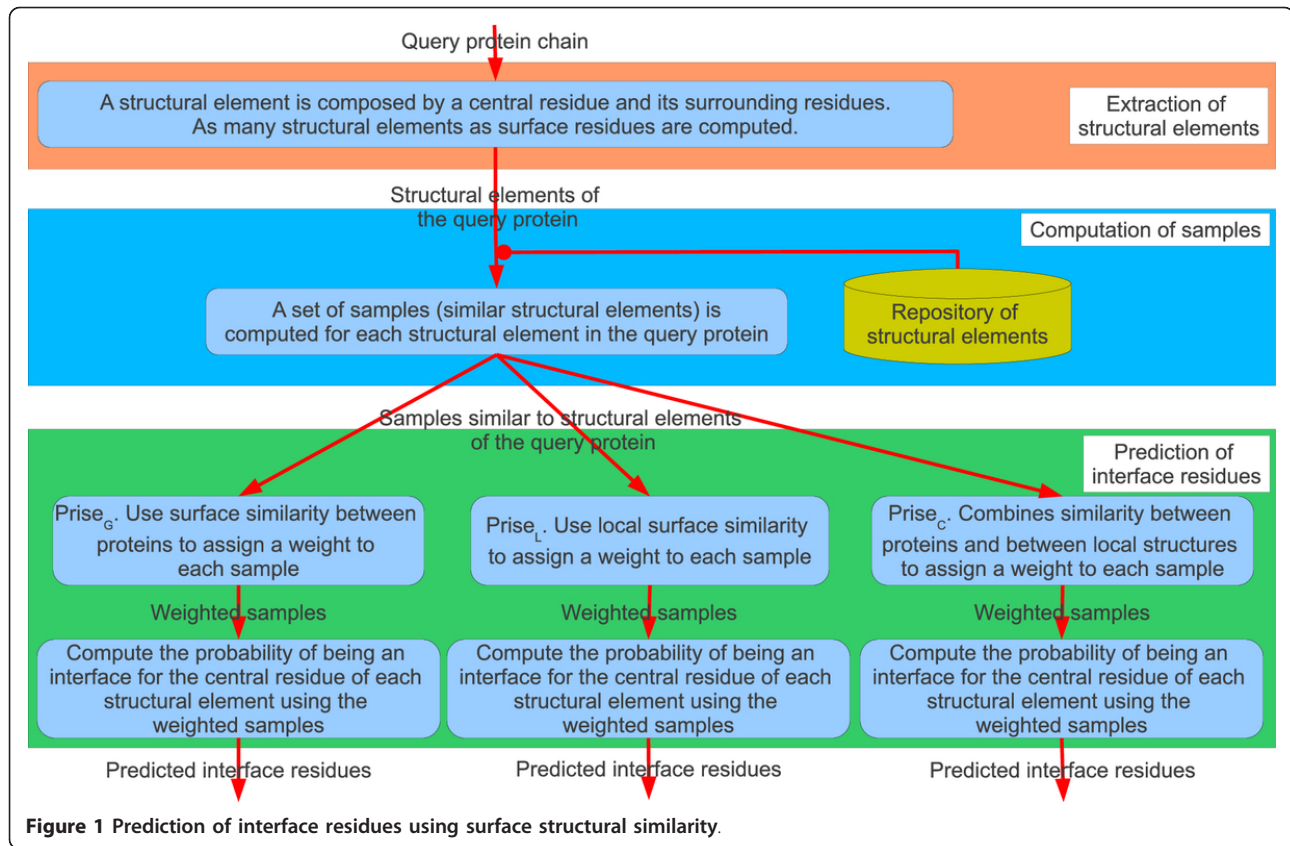 Query protein chain
A structural element is composed by a central residue and its surrounding residues.
As many structural elements as surface residues are computed.
Extraction of
structural elements
Structural elements of
the query protein
Computation of samples
A set of samples (similar structural elements) is
computed for each structural element in the query protein
Repository of
structural elements
Samples similar to structural elements
of the query protein
Prediction of
interface residues
Prise_G. Use surface similarity between
proteins to assign a weight to
each sample
Prise_L. Use local surface similarity
to assign a weight to each sample
Prise_C. Combines similarity between
proteins and between local structures
to assign a weight to each sample
Weighted samples
Weighted samples
Weighted samples
Compute the probability of being an
interface for the central residue of each
structural element using the
weighted samples
Compute the probability of being an
interface for the central residue of each
structural element using the
weighted samples
Compute the probability of being an
interface for the central residue of each
structural element using the
weighted samples
Predicted interface residues
Predicted interface residues
Predicted interface residues
Figure 1 Prediction of interface residues using surface structural similarity.